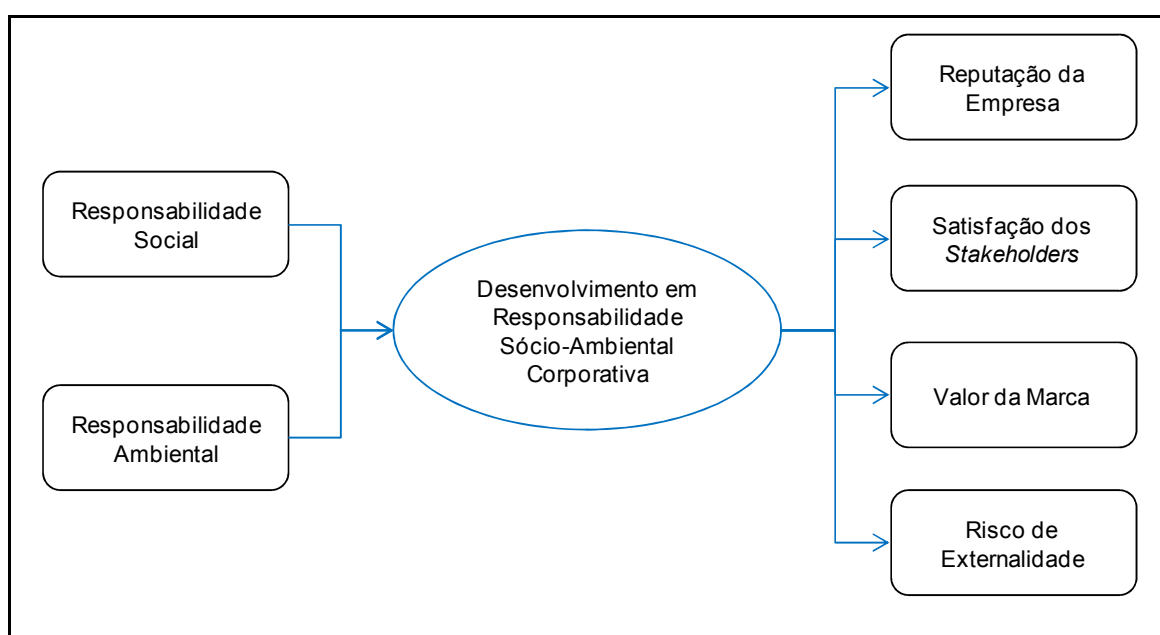 Responsabilidade
Social
Responsabilidade
Ambiental
Desenvolvimento em
Responsabilidade
Sócio-Ambiental
Corporativa
Reputação da
Empresa
Satisfação dos
Stakeholders
Valor da Marca
Risco de
Externalidade